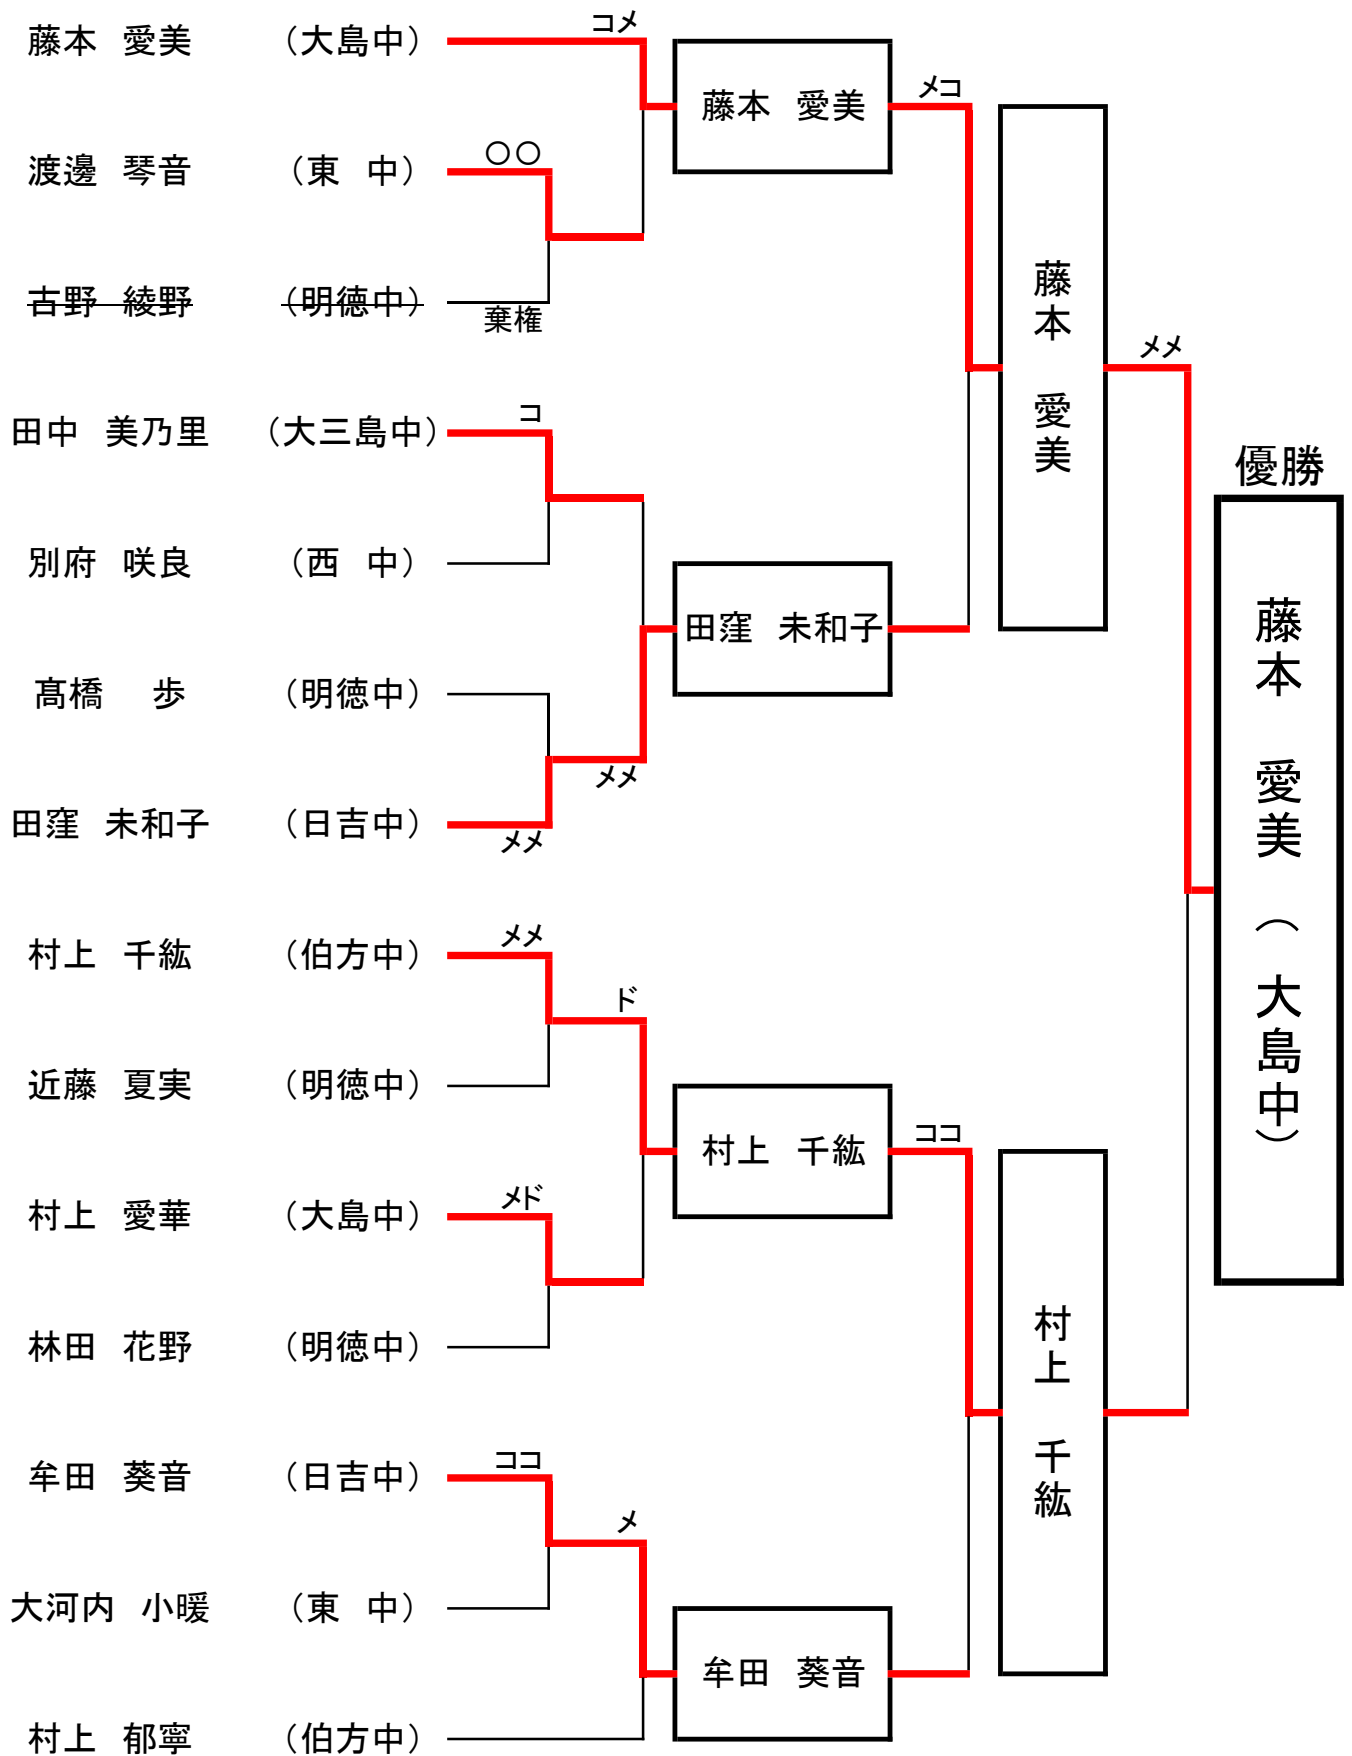 藤本 愛美 （大島中）
コメ
渡邊 琴音 （東 中）
○○
古野 綾野 （明徳中）
棄権
田中 美乃里 （大三島中）
コ
別府 咲良 （西 中）
髙橋 歩 （明徳中）
田窪 未和子 （日吉中）
メメ
メメ
村上 千紘 （伯方中）
メメ
ド
近藤 夏実 （明徳中）
村上 愛華 （大島中）
メド
林田 花野 （明徳中）
牟田 葵音 （日吉中）
ココ
メ
大河内 小暖 （東 中）
村上 郁寧 （伯方中）
藤本 愛美
メコ
田窪 未和子
村上 千紘
ココ
牟田 葵音
藤本 愛美
メメ
村上 千紘
優勝
藤本 愛美（大島中）